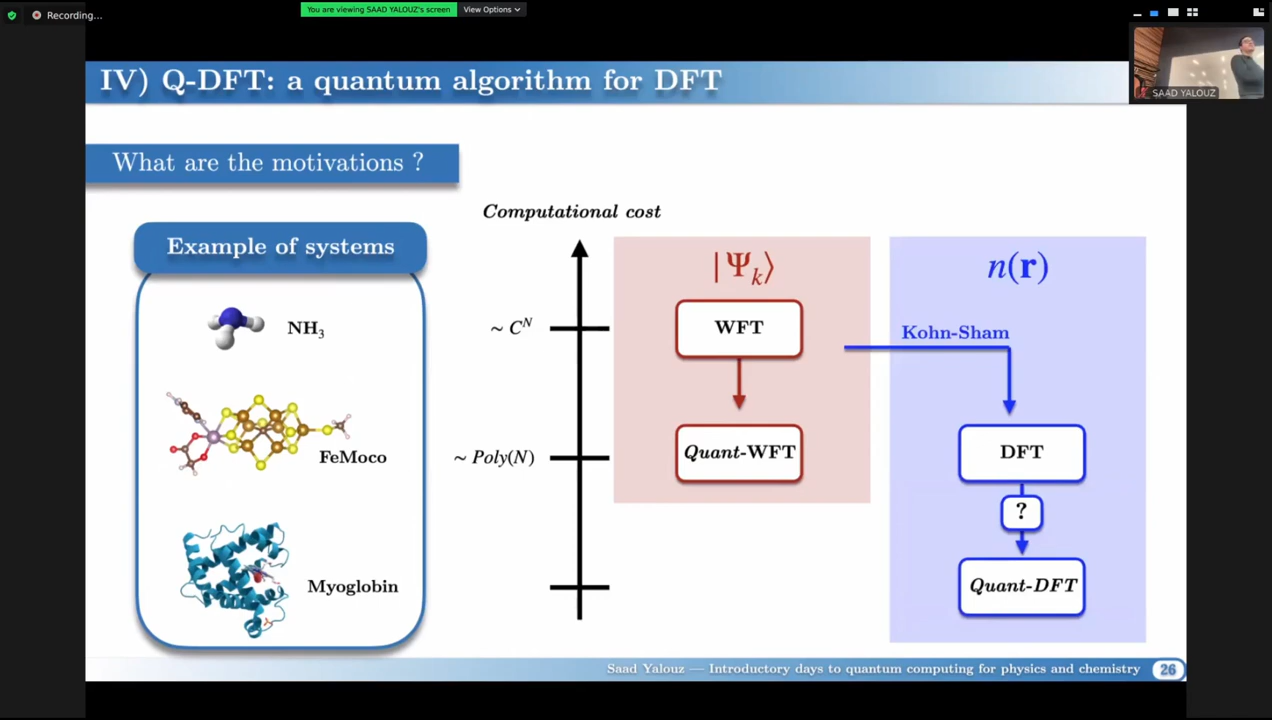 Recording...
You are viewing SAAD YALOUZ's screen
View Options
SAAD YALOUZ
IV) Q-DFT: a quantum algorithm for DFT
What are the motivations ?
Example of systems
NH3
FeMoco
Myoglobin
Computational cost
~ C^N
~ Poly(N)
|Ψk⟩
WFT
Quant-WFT
n(r)
Kohn-Sham
DFT
?
Quant-DFT
Saad Yalouz — Introductory days to quantum computing for physics and chemistry
26